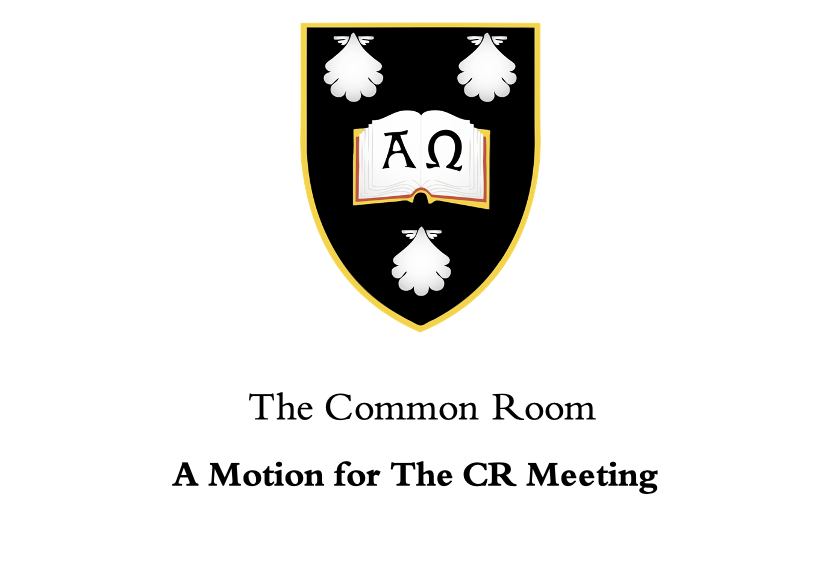 Α Ω
The Common Room
A Motion for The CR Meeting